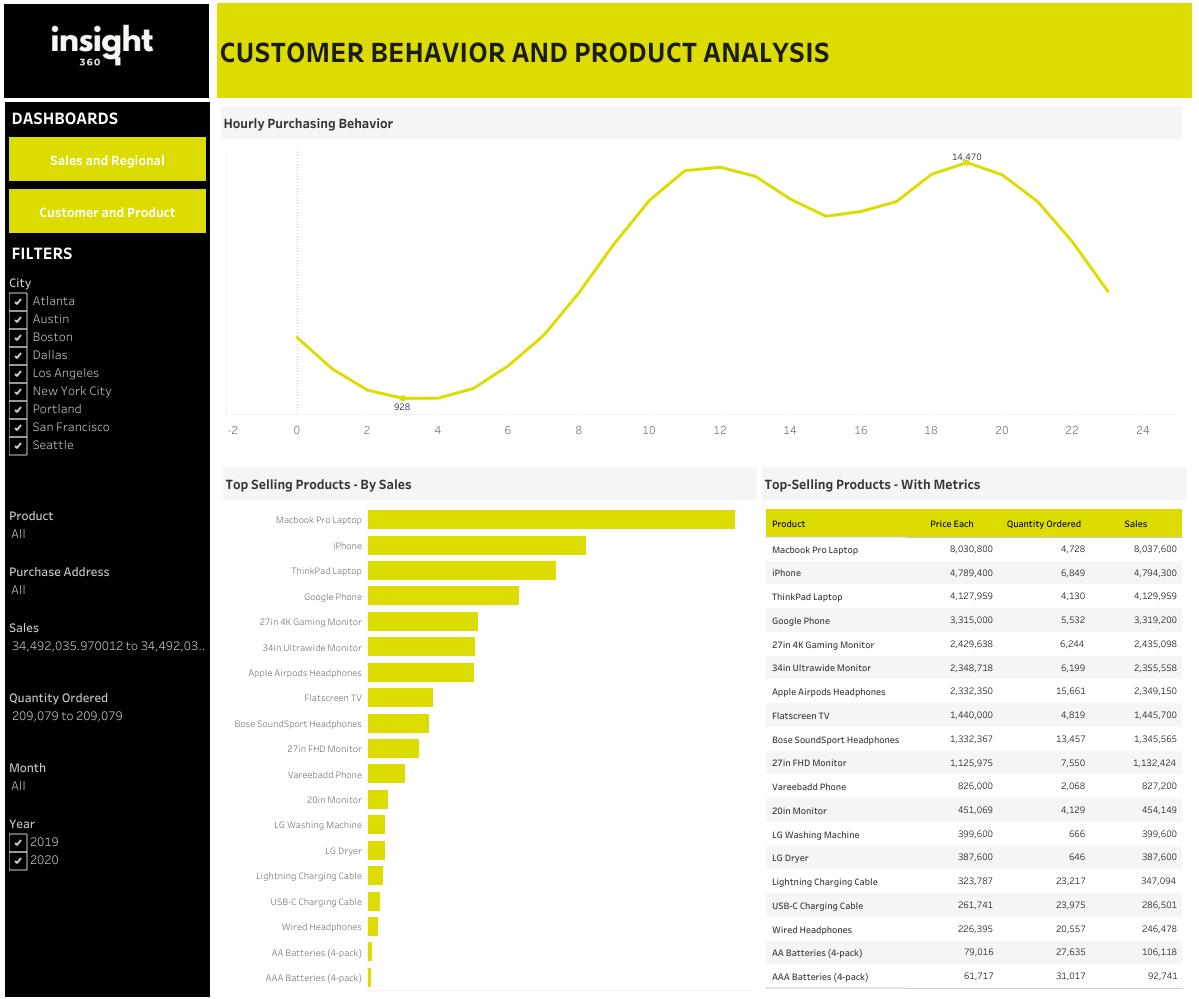 insight
360
CUSTOMER BEHAVIOR AND PRODUCT ANALYSIS
DASHBOARDS
Sales and Regional
Customer and Product
FILTERS
City
Atlanta
Austin
Boston
Dallas
Los Angeles
New York City
Portland
San Francisco
Seattle
Product
All
Purchase Address
All
Sales
34,492,035.970012 to 34,492,03..
Quantity Ordered
209,079 to 209,079
Month
All
Year
2019
2020
Hourly Purchasing Behavior
14,470
928
-2 0 2 4 6 8 10 12 14 16 18 20 22 24
Top Selling Products - By Sales
Macbook Pro Laptop
iPhone
ThinkPad Laptop
Google Phone
27in 4K Gaming Monitor
34in Ultrawide Monitor
Apple Airpods Headphones
Flatscreen TV
Bose SoundSport Headphones
27in FHD Monitor
Vareebadd Phone
20in Monitor
LG Washing Machine
LG Dryer
Lightning Charging Cable
USB-C Charging Cable
Wired Headphones
AA Batteries (4-pack)
AAA Batteries (4-pack)
Top-Selling Products - With Metrics
Product Price Each Quantity Ordered Sales
Macbook Pro Laptop 8,030,800 4,728 8,037,600
iPhone 4,789,400 6,849 4,794,300
ThinkPad Laptop 4,127,959 4,130 4,129,959
Google Phone 3,315,000 5,532 3,319,200
27in 4K Gaming Monitor 2,429,638 6,244 2,435,098
34in Ultrawide Monitor 2,348,718 6,199 2,355,558
Apple Airpods Headphones 2,332,350 15,661 2,349,150
Flatscreen TV 1,440,000 4,819 1,445,700
Bose SoundSport Headphones 1,332,367 13,457 1,345,565
27in FHD Monitor 1,125,975 7,550 1,132,424
Vareebadd Phone 826,000 2,068 827,200
20in Monitor 451,069 4,129 454,149
LG Washing Machine 399,600 666 399,600
LG Dryer 387,600 646 387,600
Lightning Charging Cable 323,787 23,217 347,094
USB-C Charging Cable 261,741 23,975 286,501
Wired Headphones 226,395 20,557 246,478
AA Batteries (4-pack) 79,016 27,635 106,118
AAA Batteries (4-pack) 61,717 31,017 92,741